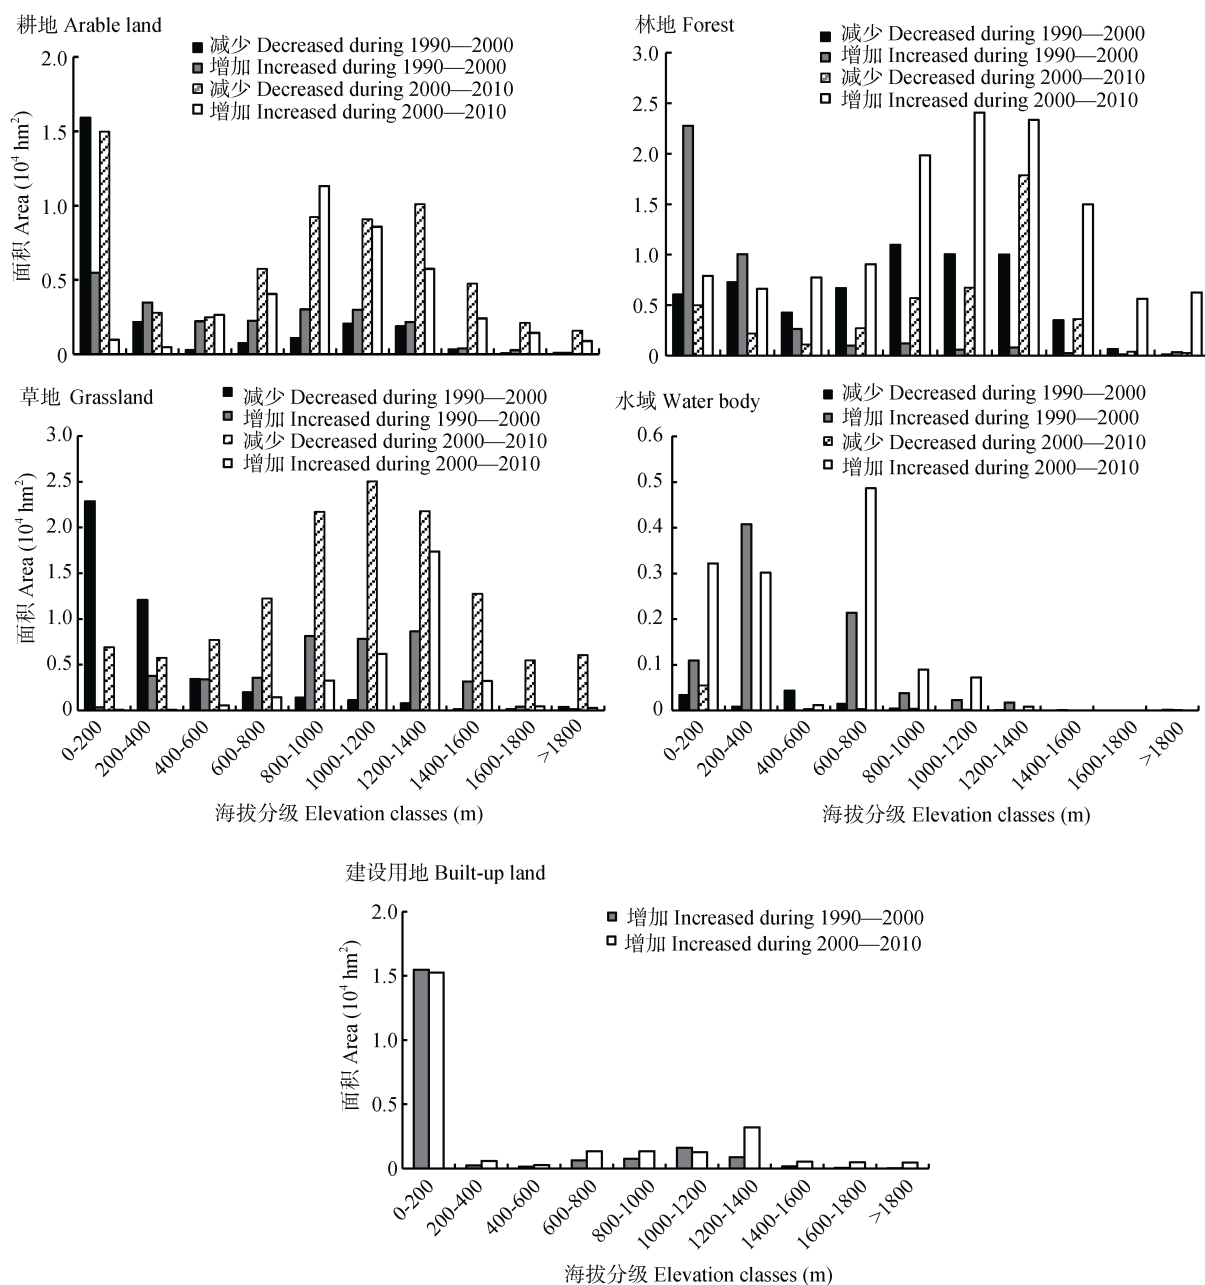 耕地 Arable land
减少 Decreased during 1990—2000
增加 Increased during 1990—2000
减少 Decreased during 2000—2010
增加 Increased during 2000—2010
面积 Area (10⁴ hm²)
2.0
1.5
1.0
0.5
0
林地 Forest
减少 Decreased during 1990—2000
增加 Increased during 1990—2000
减少 Decreased during 2000—2010
增加 Increased during 2000—2010
3.0
2.5
2.0
1.5
1.0
0.5
0
草地 Grassland
减少 Decreased during 1990—2000
增加 Increased during 1990—2000
减少 Decreased during 2000—2010
增加 Increased during 2000—2010
面积 Area (10⁴ hm²)
3.0
2.5
2.0
1.5
1.0
0.5
0
0-200
200-400
400-600
600-800
800-1000
1000-1200
1200-1400
1400-1600
1600-1800
>1800
海拔分级 Elevation classes (m)
水域 Water body
减少 Decreased during 1990—2000
增加 Increased during 1990—2000
减少 Decreased during 2000—2010
增加 Increased during 2000—2010
0.6
0.5
0.4
0.3
0.2
0.1
0
0-200
200-400
400-600
600-800
800-1000
1000-1200
1200-1400
1400-1600
1600-1800
>1800
海拔分级 Elevation classes (m)
建设用地 Built-up land
增加 Increased during 1990—2000
增加 Increased during 2000—2010
面积 Area (10⁴ hm²)
2.0
1.5
1.0
0.5
0
0-200
200-400
400-600
600-800
800-1000
1000-1200
1200-1400
1400-1600
1600-1800
>1800
海拔分级 Elevation classes (m)